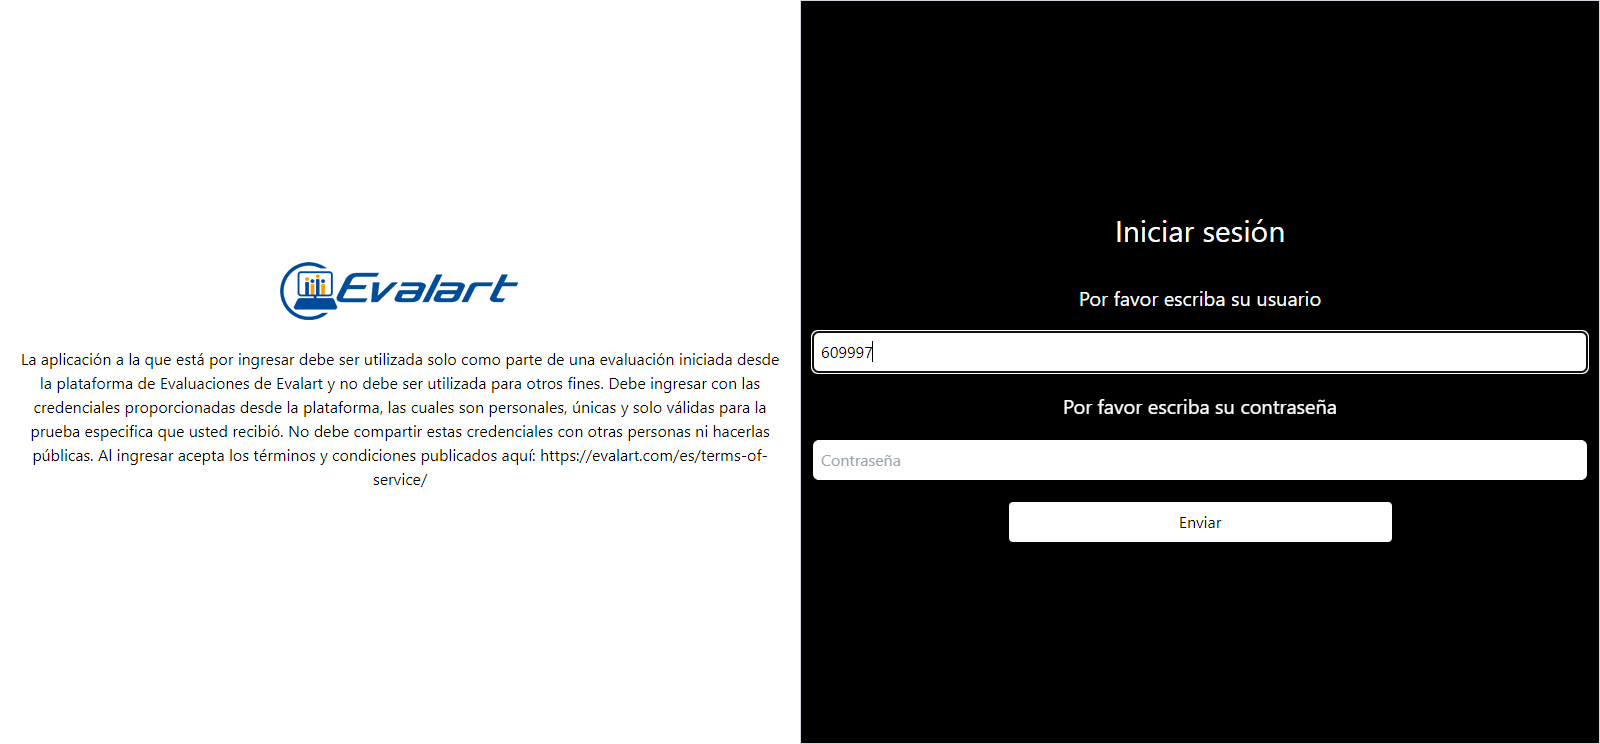 Evalart
La aplicación a la que está por ingresar debe ser utilizada solo como parte de una evaluación iniciada desde
la plataforma de Evaluaciones de Evalart y no debe ser utilizada para otros fines. Debe ingresar con las
credenciales proporcionadas desde la plataforma, las cuales son personales, únicas y solo válidas para la
prueba especifica que usted recibió. No debe compartir estas credenciales con otras personas ni hacerlas
públicas. Al ingresar acepta los términos y condiciones publicados aquí: https://evalart.com/es/terms-of-
service/
Iniciar sesión
Por favor escriba su usuario
609997
Por favor escriba su contraseña
Contraseña
Enviar